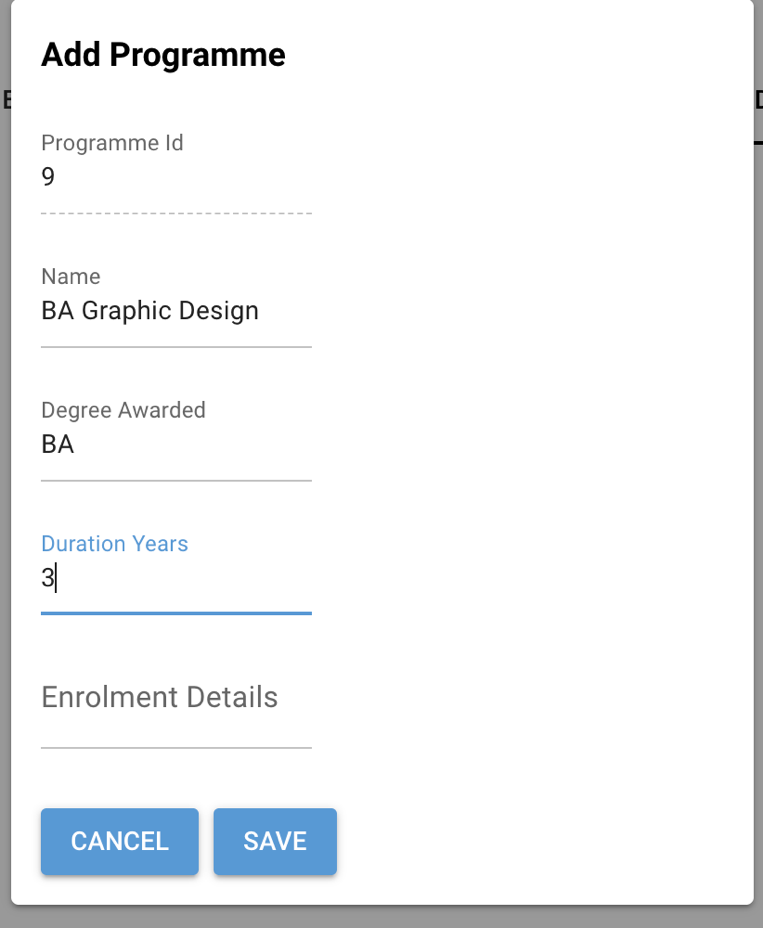 Add Programme
Programme Id
9
Name
BA Graphic Design
Degree Awarded
BA
Duration Years
3
Enrolment Details
CANCEL SAVE